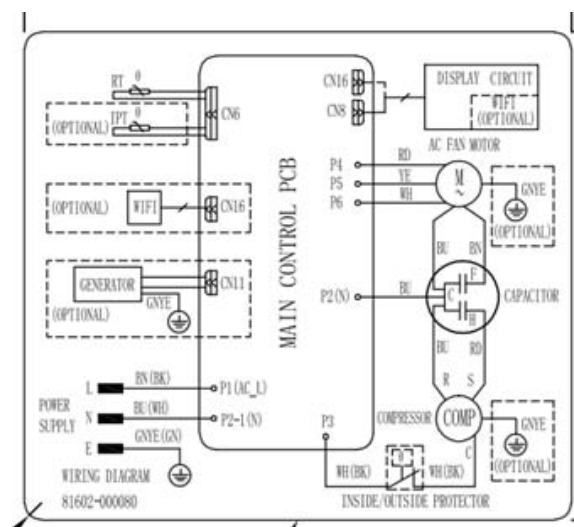 RT θ
CN6
IPT θ
(OPTIONAL)
CN16
CN8
DISPLAY CIRCUIT
WIFI
(OPTIONAL)
AC FAN MOTOR
(OPTIONAL) WIFI CN16
MAIN CONTROL PCB
P4 RD
P5 YE
P6 WH
M
~
GNYE
(OPTIONAL)
GENERATOR CN11
GNYE
(OPTIONAL)
BU BN
P2(N) BU
F
C
H
CAPACITOR
BU RD
R S
L BN(BK) P1(AC_L)
POWER
SUPPLY
N BU(WH) P2-1(N)
E GNYE(GN)
P3
COMPRESSOR COMP
GNYE
(OPTIONAL)
C
θ
WH(BK) WH(BK)
INSIDE/OUTSIDE PROTECTOR
WIRING DIAGRAM
81602-000080